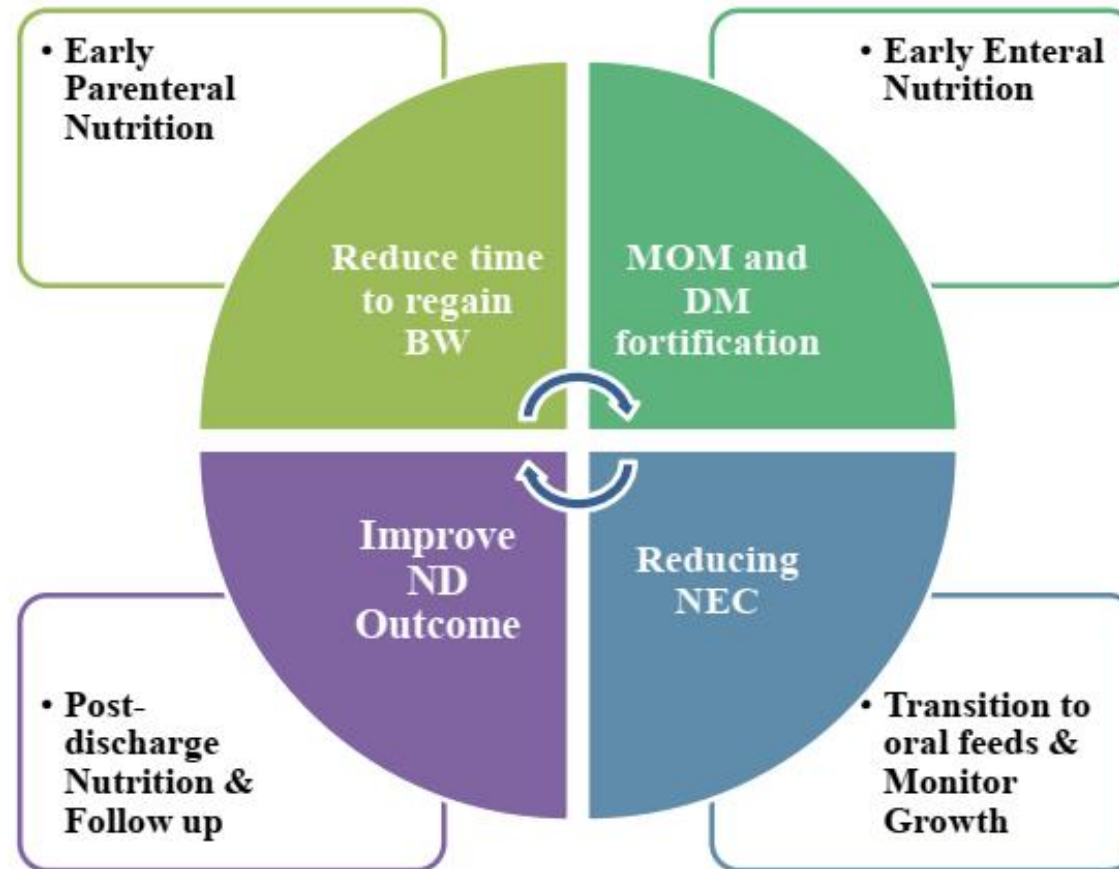 • Early
Parenteral
Nutrition
• Early Enteral
Nutrition
Reduce time
to regain
BW
MOM and
DM
fortification
Improve
ND
Outcome
Reducing
NEC
• Post-
discharge
Nutrition &
Follow up
• Transition to
oral feeds &
Monitor
Growth